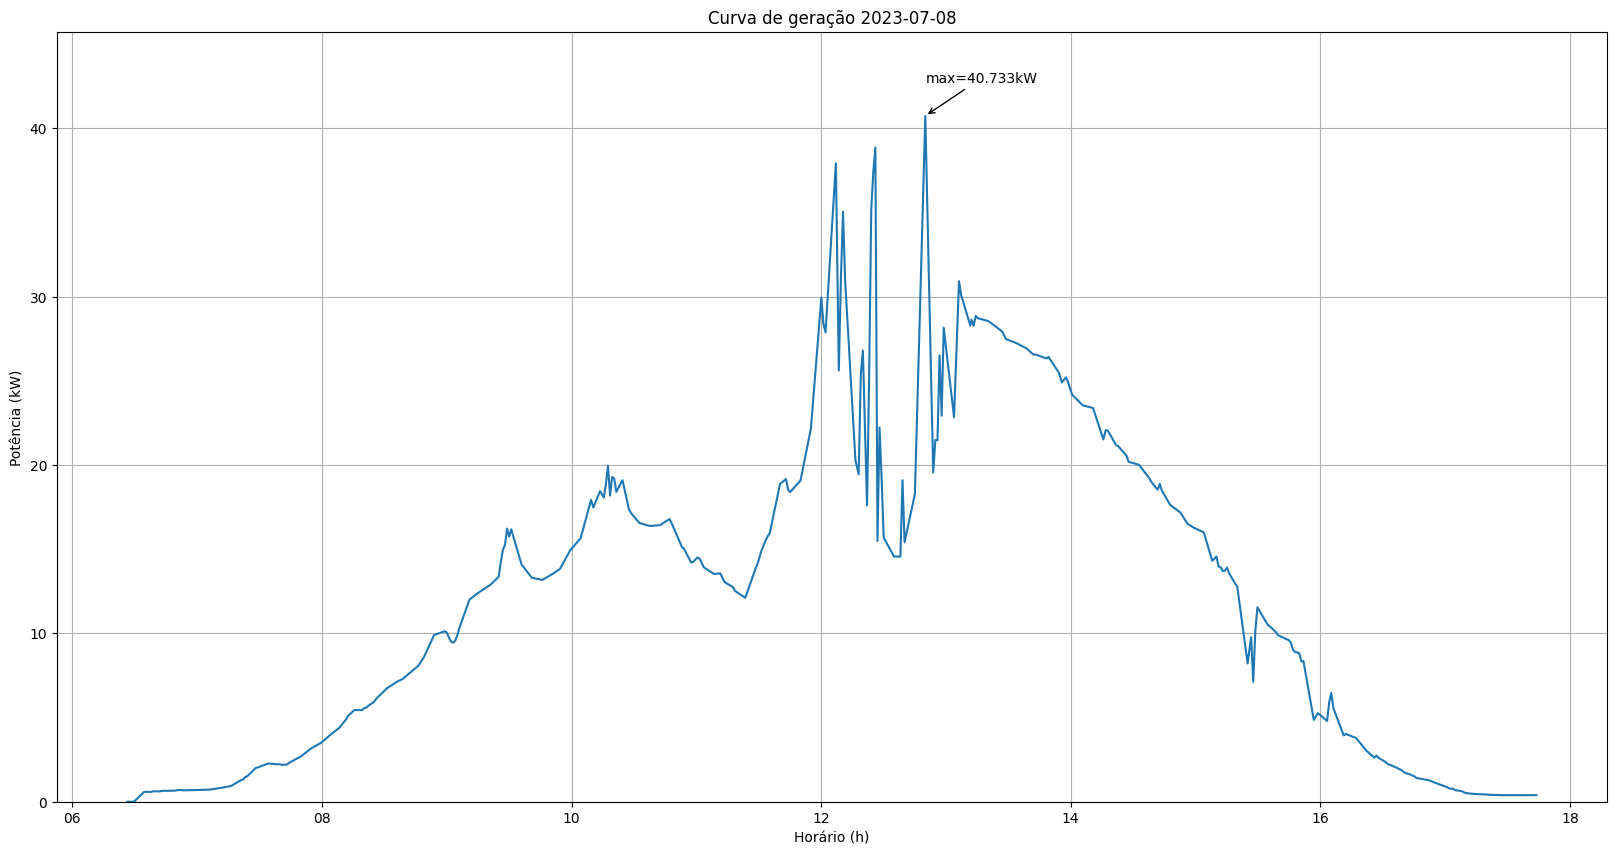 Curva de geração 2023-07-08
max=40.733kW
40
30
20
10
0
Potência (kW)
06 08 10 12 14 16 18
Horário (h)